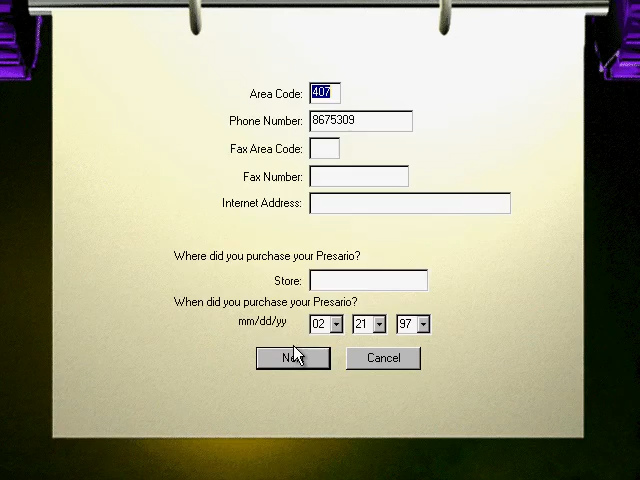 Area Code: 407
Phone Number: 8675309
Fax Area Code:
Fax Number:
Internet Address:
Where did you purchase your Presario?
Store:
When did you purchase your Presario?
mm/dd/yy 02 21 97
Cancel